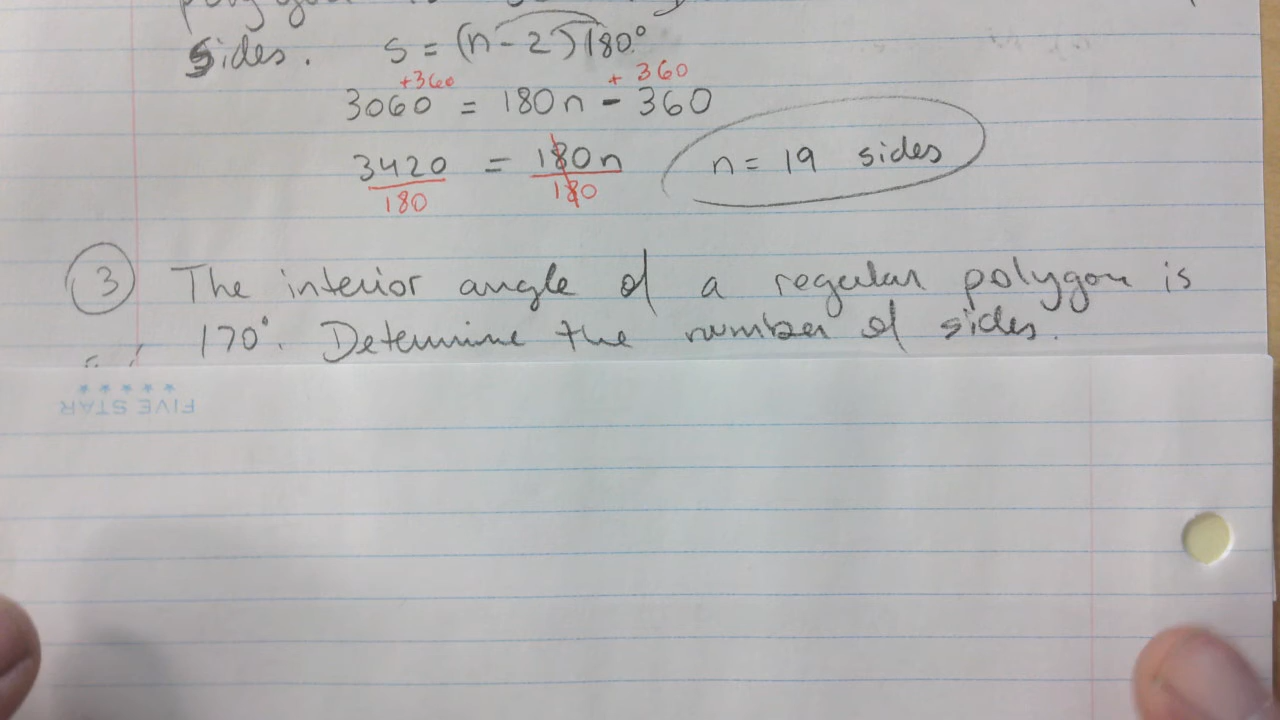 sides. S = (n - 2)180°
+360 + 360
3060 = 180n - 360
3420 = 180n
180 180
n = 19 sides
3 The interior angle of a regular polygon is
170°. Determine the number of sides.
FIVE STAR